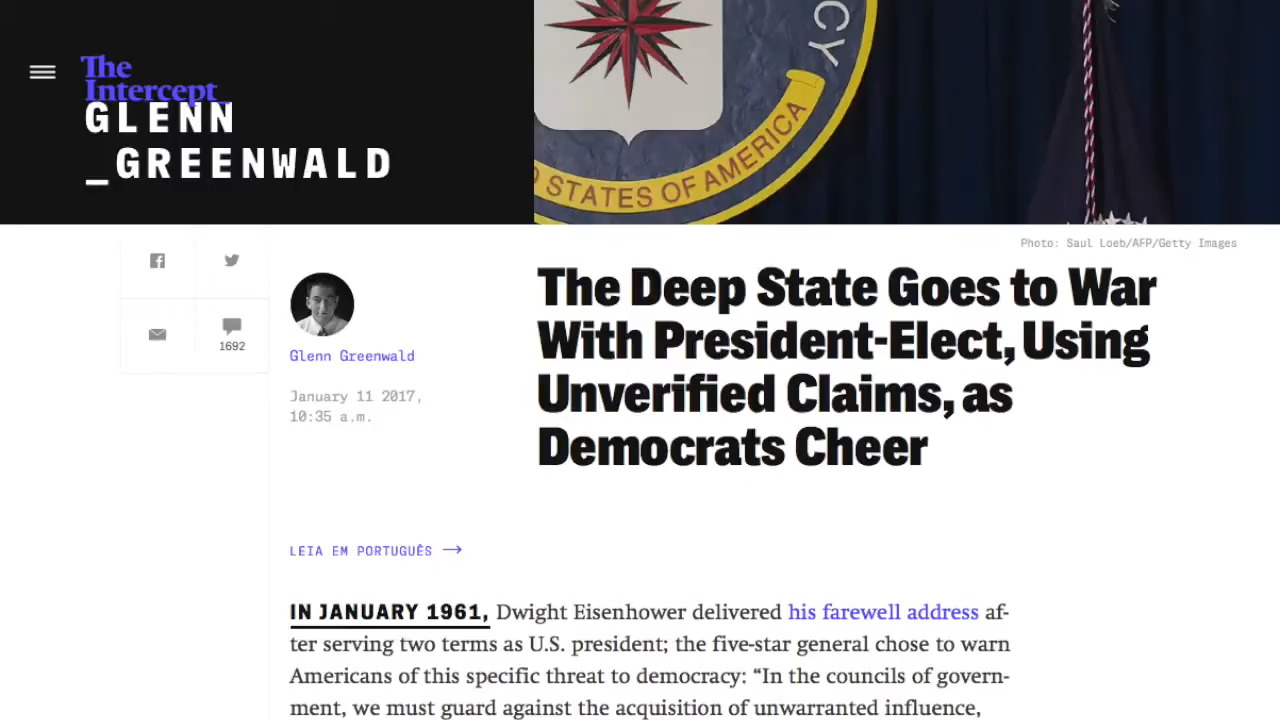 The
Intercept_
GLENN
_GREENWALD
CY
STATES OF AMERICA
Photo: Saul Loeb/AFP/Getty Images
1692
Glenn Greenwald
January 11 2017,
10:35 a.m.
The Deep State Goes to War
With President-Elect, Using
Unverified Claims, as
Democrats Cheer
LEIA EM PORTUGUÊS →
IN JANUARY 1961, Dwight Eisenhower delivered his farewell address af-
ter serving two terms as U.S. president; the five-star general chose to warn
Americans of this specific threat to democracy: “In the councils of govern-
ment, we must guard against the acquisition of unwarranted influence,